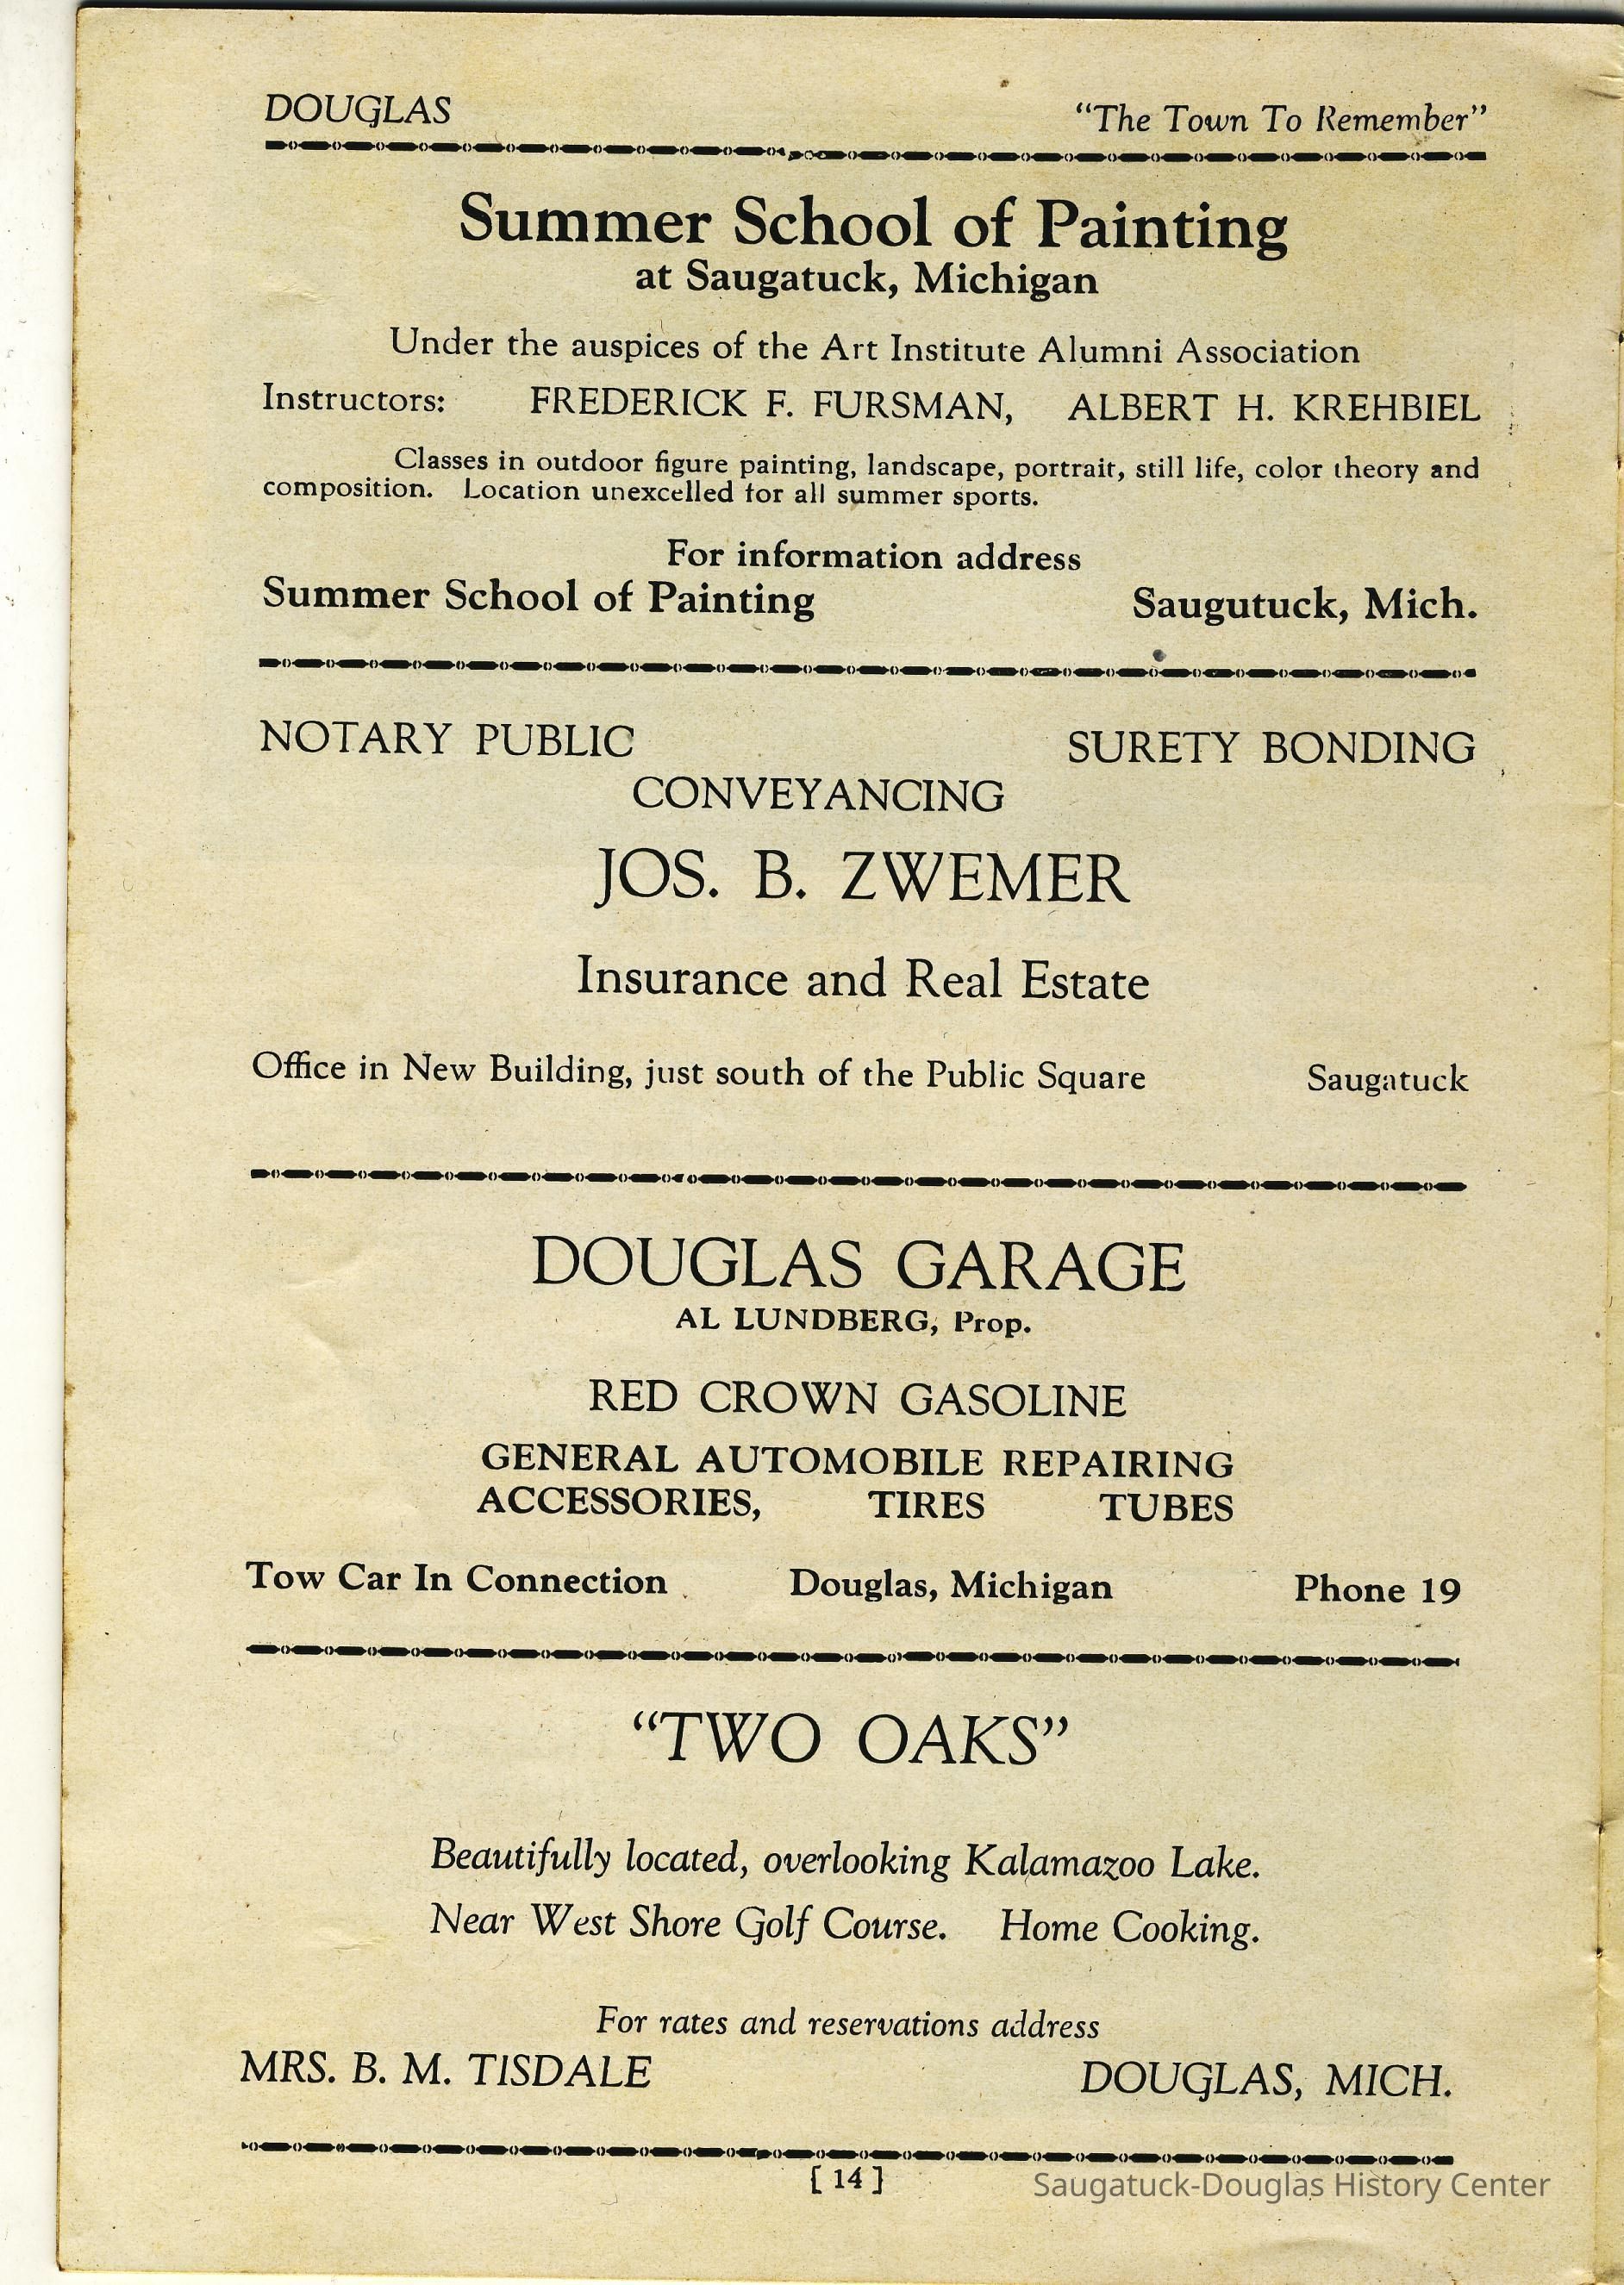 DOUGLAS "The Town To Remember"
Summer School of Painting
at Saugatuck, Michigan
Under the auspices of the Art Institute Alumni Association
Instructors: FREDERICK F. FURSMAN, ALBERT H. KREHBIEL
Classes in outdoor figure painting, landscape, portrait, still life, color theory and
composition. Location unexcelled for all summer sports.
For information address
Summer School of Painting Saugutuck, Mich.
NOTARY PUBLIC SURETY BONDING
CONVEYANCING
JOS. B. ZWEMER
Insurance and Real Estate
Office in New Building, just south of the Public Square Saugatuck
DOUGLAS GARAGE
AL LUNDBERG, Prop.
RED CROWN GASOLINE
GENERAL AUTOMOBILE REPAIRING
ACCESSORIES, TIRES TUBES
Tow Car In Connection Douglas, Michigan Phone 19
"TWO OAKS"
Beautifully located, overlooking Kalamazoo Lake.
Near West Shore Golf Course. Home Cooking.
For rates and reservations address
MRS. B. M. TISDALE DOUGLAS, MICH.
[ 14 ]
Saugatuck-Douglas History Center